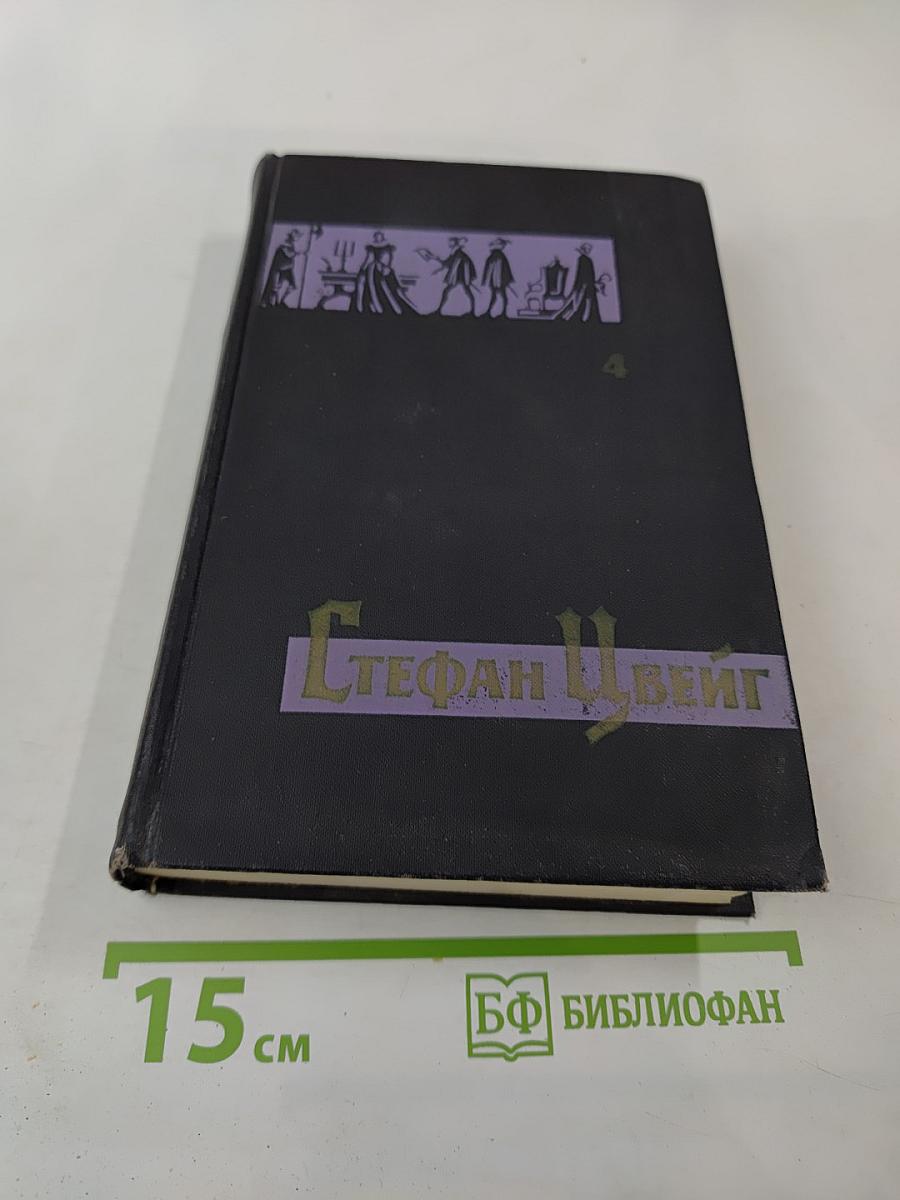 4
Стефан Цвейг
15 см
БФ БИБЛИОФАН